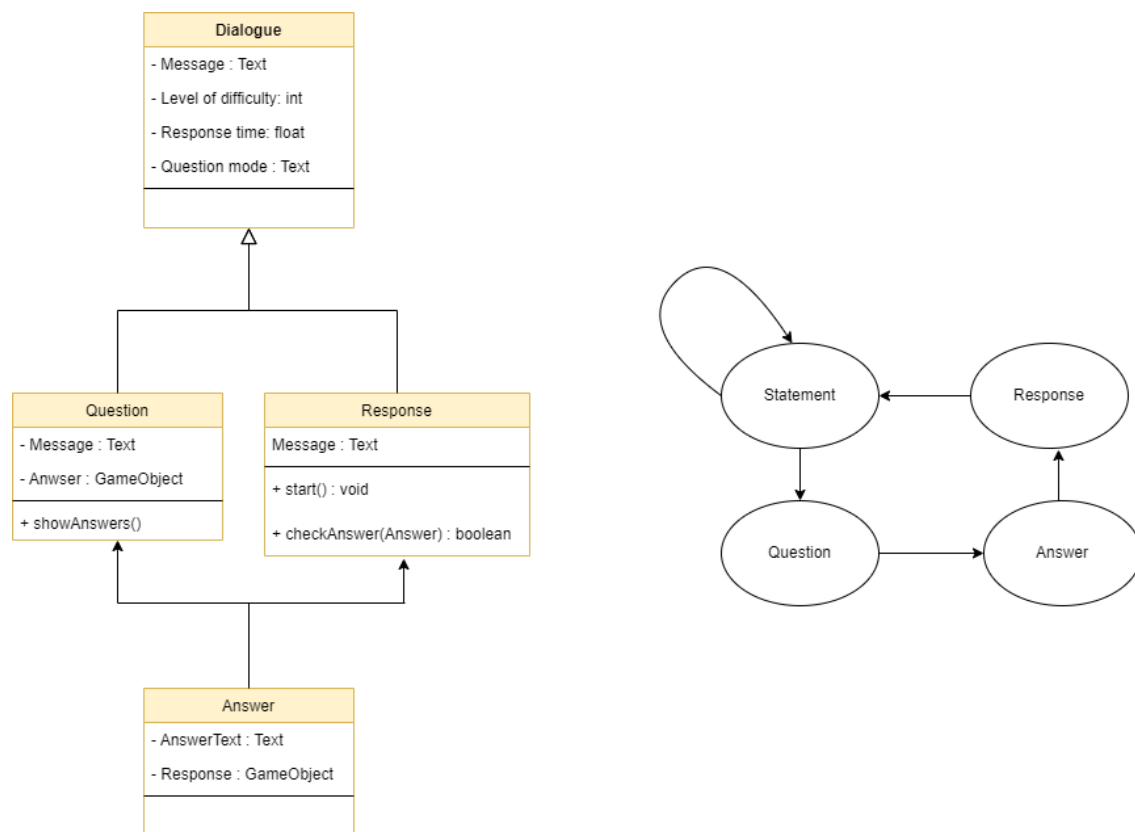 Dialogue
- Message : Text
- Level of difficulty: int
- Response time: float
- Question mode : Text
Question
- Message : Text
- Anwser : GameObject
+ showAnswers()
Response
Message : Text
+ start() : void
+ checkAnswer(Answer) : boolean
Answer
- AnswerText : Text
- Response : GameObject
Statement
Response
Question
Answer